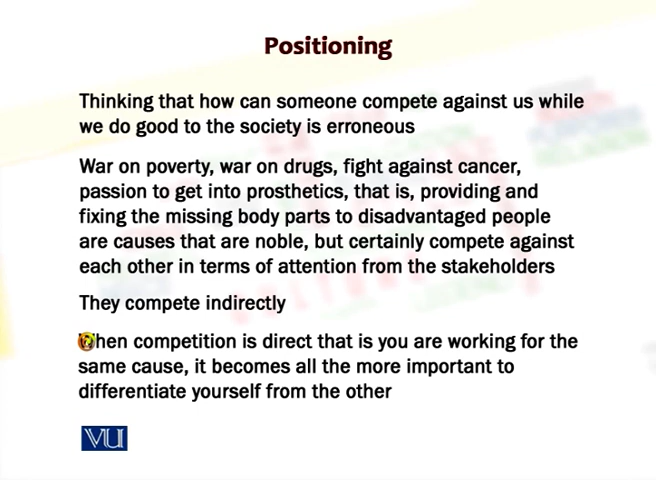 Positioning
Thinking that how can someone compete against us while
we do good to the society is erroneous
War on poverty, war on drugs, fight against cancer,
passion to get into prosthetics, that is, providing and
fixing the missing body parts to disadvantaged people
are causes that are noble, but certainly compete against
each other in terms of attention from the stakeholders
They compete indirectly
When competition is direct that is you are working for the
same cause, it becomes all the more important to
differentiate yourself from the other
VU